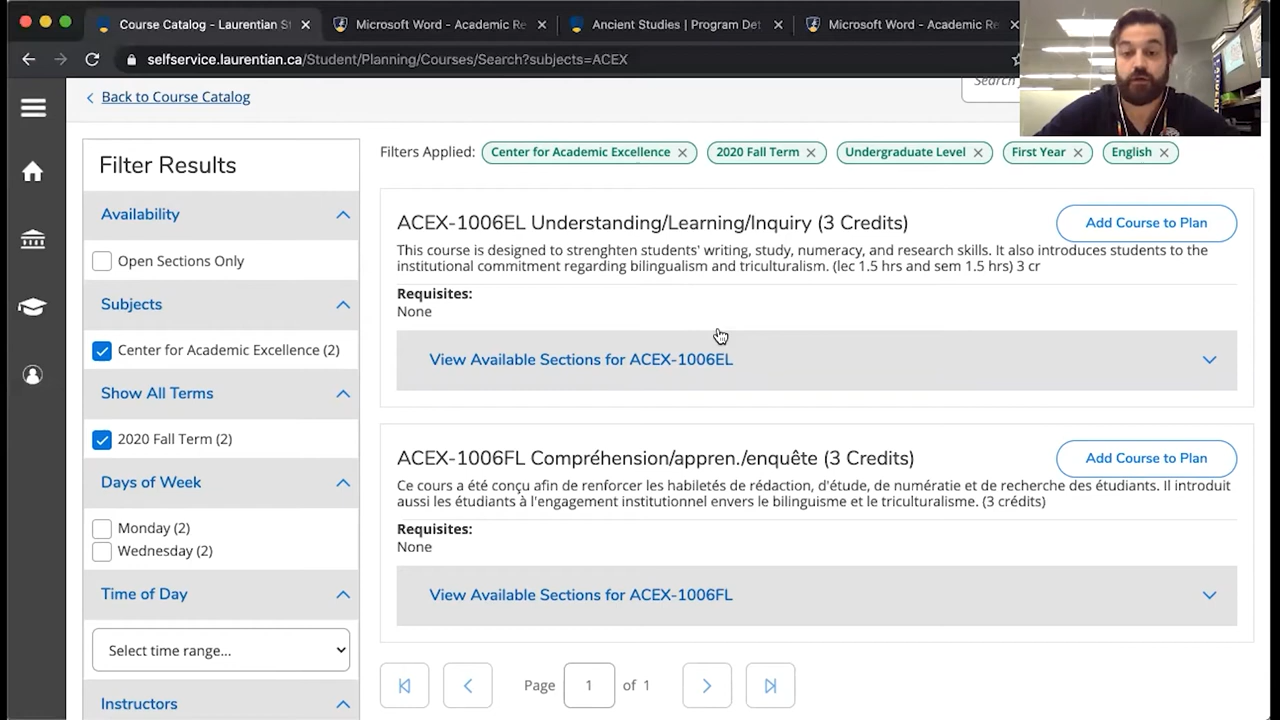 Course Catalog - Laurentian St
Microsoft Word - Academic Re
Ancient Studies | Program Det
Microsoft Word - Academic Re
selfservice.laurentian.ca/Student/Planning/Courses/Search?subjects=ACEX
Back to Course Catalog
Search
Filter Results
Availability
Open Sections Only
Subjects
Center for Academic Excellence (2)
Show All Terms
2020 Fall Term (2)
Days of Week
Monday (2)
Wednesday (2)
Time of Day
Select time range...
Instructors
Filters Applied: Center for Academic Excellence 2020 Fall Term Undergraduate Level First Year English
ACEX-1006EL Understanding/Learning/Inquiry (3 Credits)
Add Course to Plan
This course is designed to strenghten students' writing, study, numeracy, and research skills. It also introduces students to the
institutional commitment regarding bilingualism and triculturalism. (lec 1.5 hrs and sem 1.5 hrs) 3 cr
Requisites:
None
View Available Sections for ACEX-1006EL
ACEX-1006FL Compréhension/appren./enquête (3 Credits)
Add Course to Plan
Ce cours a été conçu afin de renforcer les habiletés de rédaction, d'étude, de numératie et de recherche des étudiants. Il introduit
aussi les étudiants à l'engagement institutionnel envers le bilinguisme et le triculturalisme. (3 crédits)
Requisites:
None
View Available Sections for ACEX-1006FL
Page 1 of 1